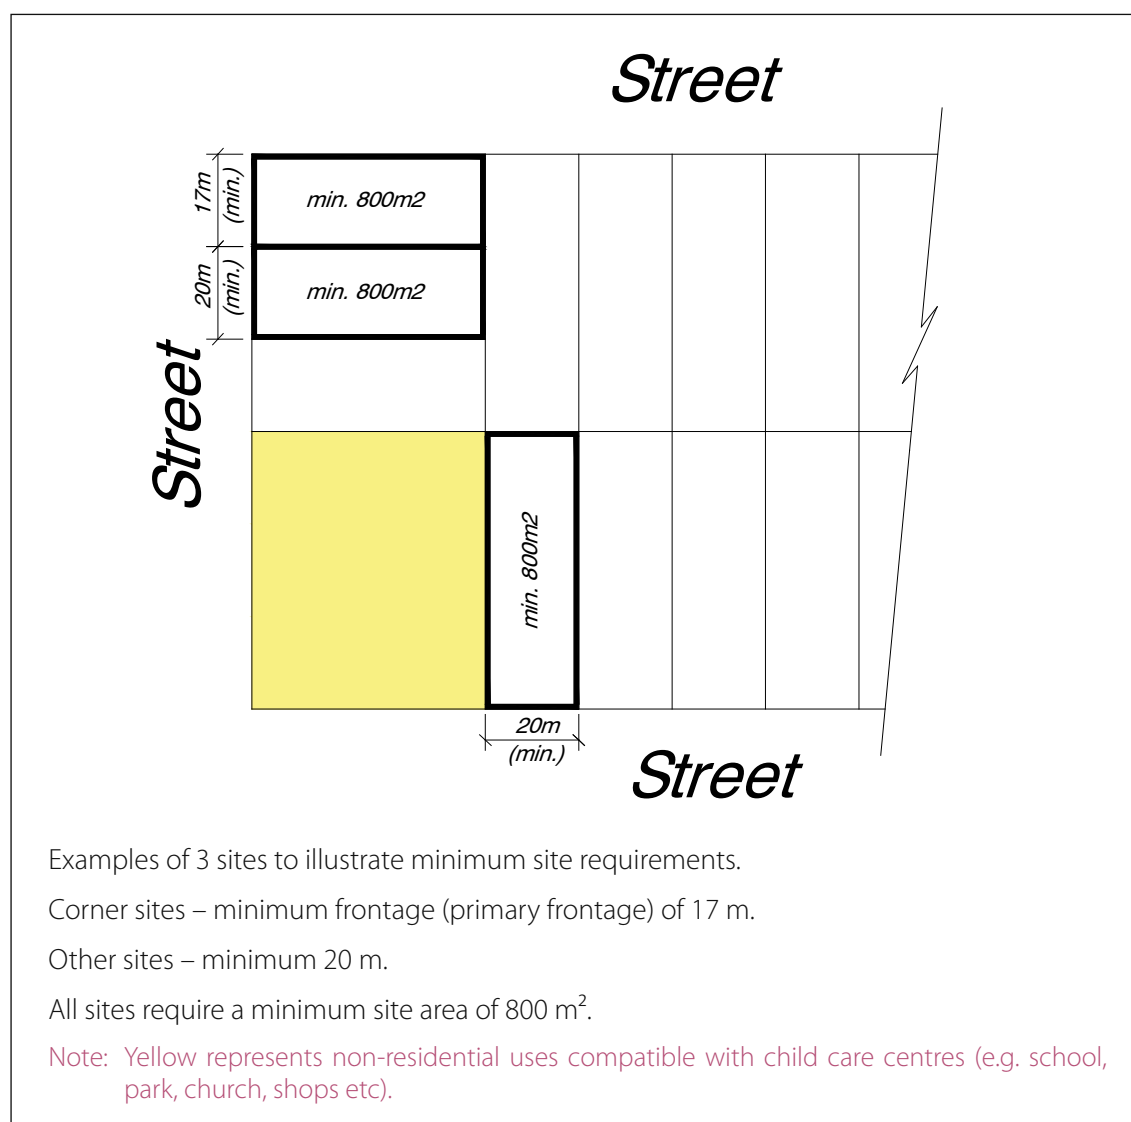 Street
17m
(min.)
min. 800m2
20m
(min.)
min. 800m2
Street
min. 800m2
20m
(min.)
Street
Examples of 3 sites to illustrate minimum site requirements.
Corner sites – minimum frontage (primary frontage) of 17 m.
Other sites – minimum 20 m.
All sites require a minimum site area of 800 m².
Note: Yellow represents non-residential uses compatible with child care centres (e.g. school,
park, church, shops etc).